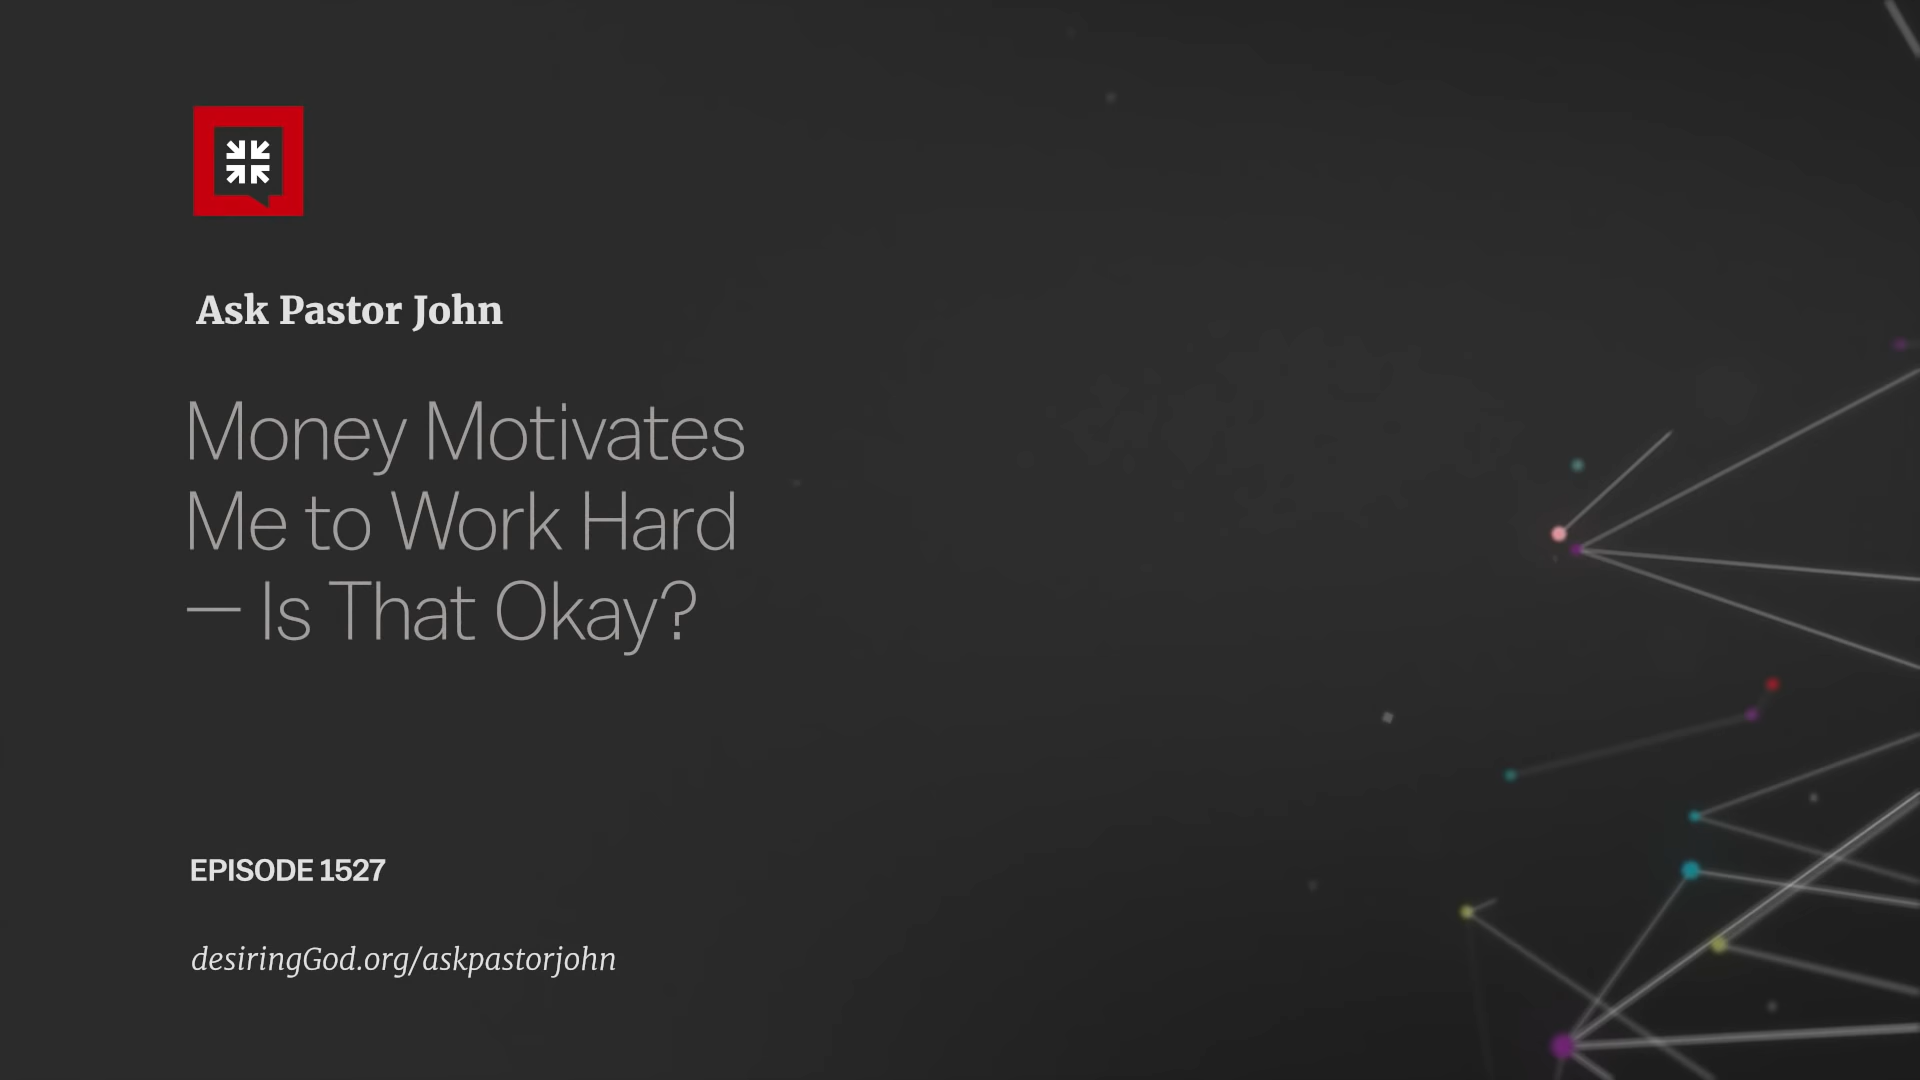 Ask Pastor John
Money Motivates
Me to Work Hard
— Is That Okay?
EPISODE 1527
desiringGod.org/askpastorjohn